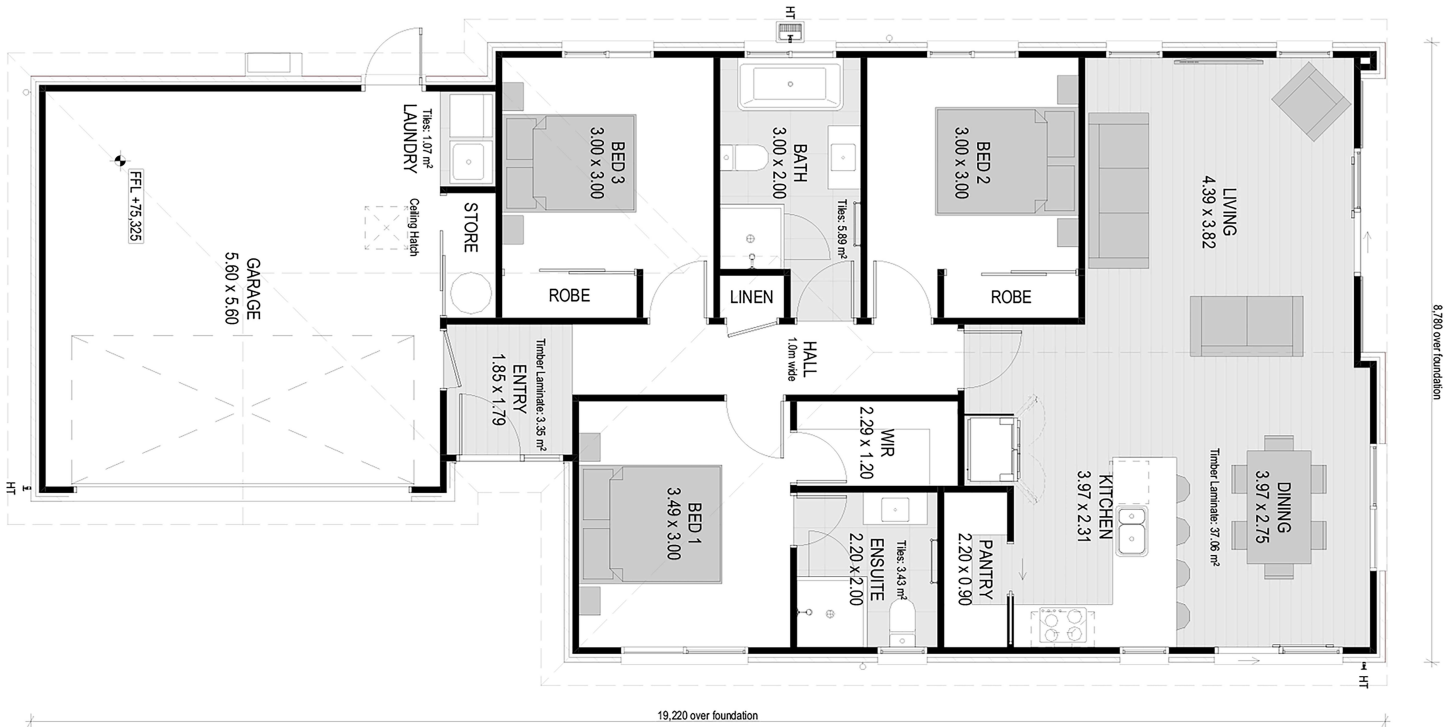 HT
LAUNDRY
Tiles: 1.07 m²
FFL +75,325
Ceiling Hatch
STORE
GARAGE
5.60 x 5.60
BED 3
3.00 x 3.00
ROBE
BATH
3.00 x 2.00
Tiles: 5.89 m²
LINEN
BED 2
3.00 x 3.00
ROBE
LIVING
4.39 x 3.82
HALL
1.0m wide
ENTRY
1.85 x 1.79
Timber Laminate: 3.35 m²
BED 1
3.49 x 3.00
WIR
2.29 x 1.20
ENSUITE
2.20 x 2.00
Tiles: 3.43 m²
PANTRY
2.20 x 0.90
KITCHEN
3.97 x 2.31
Timber Laminate: 37.06 m²
DINING
3.97 x 2.75
HT
HT
8,780 over foundation
19,220 over foundation